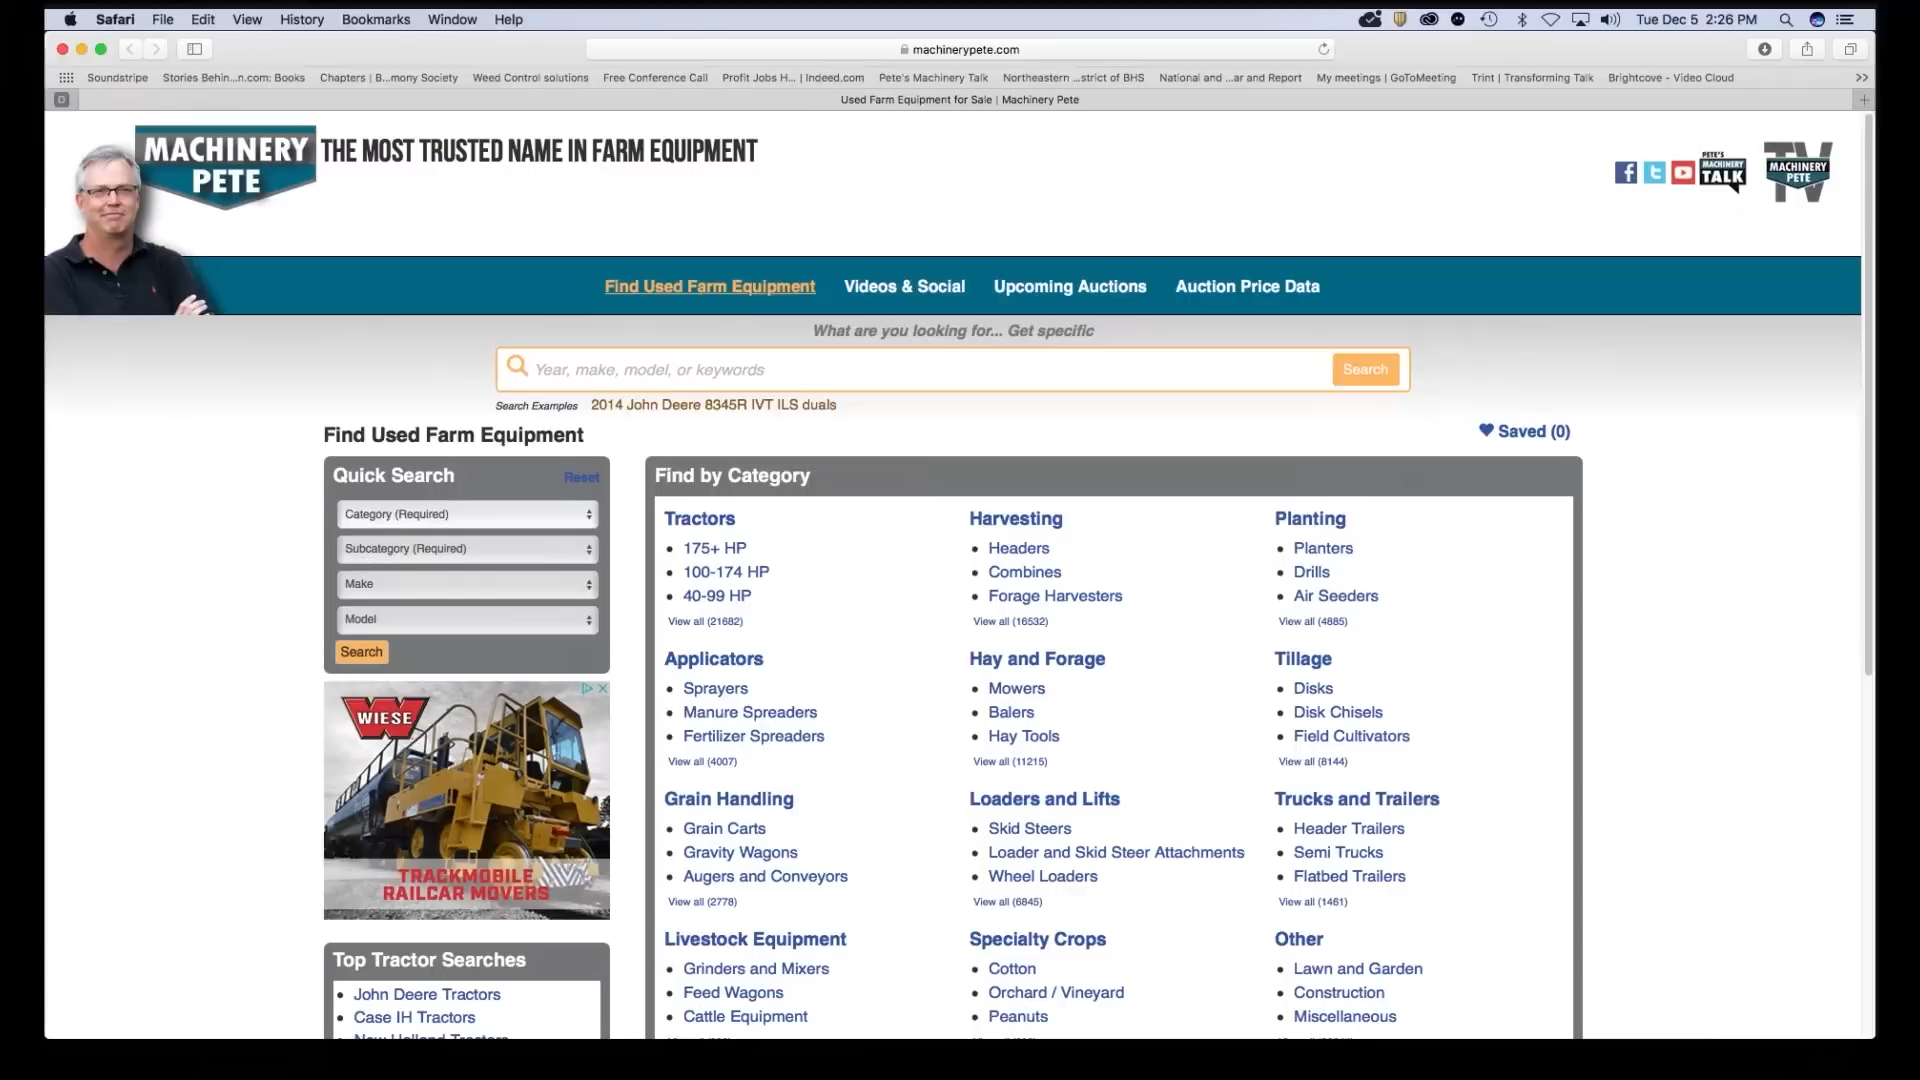 Safari File Edit View History Bookmarks Window Help
Tue Dec 5 2:26 PM
machinerypete.com
Soundstripe Stories Behin...n.com: Books Chapters | B...mony Society Weed Control solutions Free Conference Call Profit Jobs H... | Indeed.com Pete's Machinery Talk Northeastern ...strict of BHS National and ...ar and Report My meetings | GoToMeeting Trint | Transforming Talk Brightcove - Video Cloud
Used Farm Equipment for Sale | Machinery Pete
MACHINERY
PETE
THE MOST TRUSTED NAME IN FARM EQUIPMENT
PETE'S
MACHINERY
TALK
TV
MACHINERY
PETE
Find Used Farm Equipment Videos & Social Upcoming Auctions Auction Price Data
What are you looking for... Get specific
Year, make, model, or keywords
Search
Search Examples 2014 John Deere 8345R IVT ILS duals
Find Used Farm Equipment
Saved (0)
Quick Search Reset
Category (Required)
Subcategory (Required)
Make
Model
Search
WIESE
TRACKMOBILE
RAILCAR MOVERS
Top Tractor Searches
John Deere Tractors
Case IH Tractors
New Holland Tractors
Find by Category
Tractors
175+ HP
100-174 HP
40-99 HP
View all (21682)
Harvesting
Headers
Combines
Forage Harvesters
View all (16532)
Planting
Planters
Drills
Air Seeders
View all (4885)
Applicators
Sprayers
Manure Spreaders
Fertilizer Spreaders
View all (4007)
Hay and Forage
Mowers
Balers
Hay Tools
View all (11215)
Tillage
Disks
Disk Chisels
Field Cultivators
View all (8144)
Grain Handling
Grain Carts
Gravity Wagons
Augers and Conveyors
View all (2778)
Loaders and Lifts
Skid Steers
Loader and Skid Steer Attachments
Wheel Loaders
View all (6845)
Trucks and Trailers
Header Trailers
Semi Trucks
Flatbed Trailers
View all (1461)
Livestock Equipment
Grinders and Mixers
Feed Wagons
Cattle Equipment
Specialty Crops
Cotton
Orchard / Vineyard
Peanuts
Other
Lawn and Garden
Construction
Miscellaneous